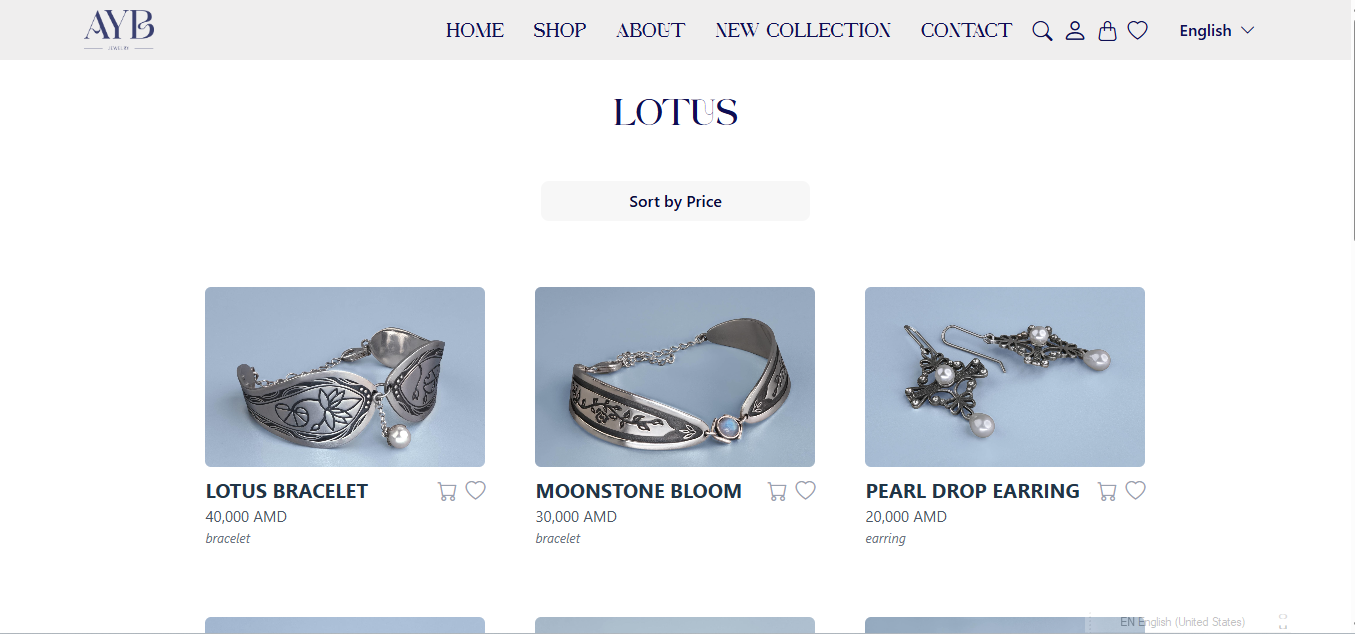 AYB
JEWELRY
HOME SHOP ABOUT NEW COLLECTION CONTACT English
LOTUS
Sort by Price
LOTUS BRACELET
40,000 AMD
bracelet
MOONSTONE BLOOM
30,000 AMD
bracelet
PEARL DROP EARRING
20,000 AMD
earring
EN English (United States)